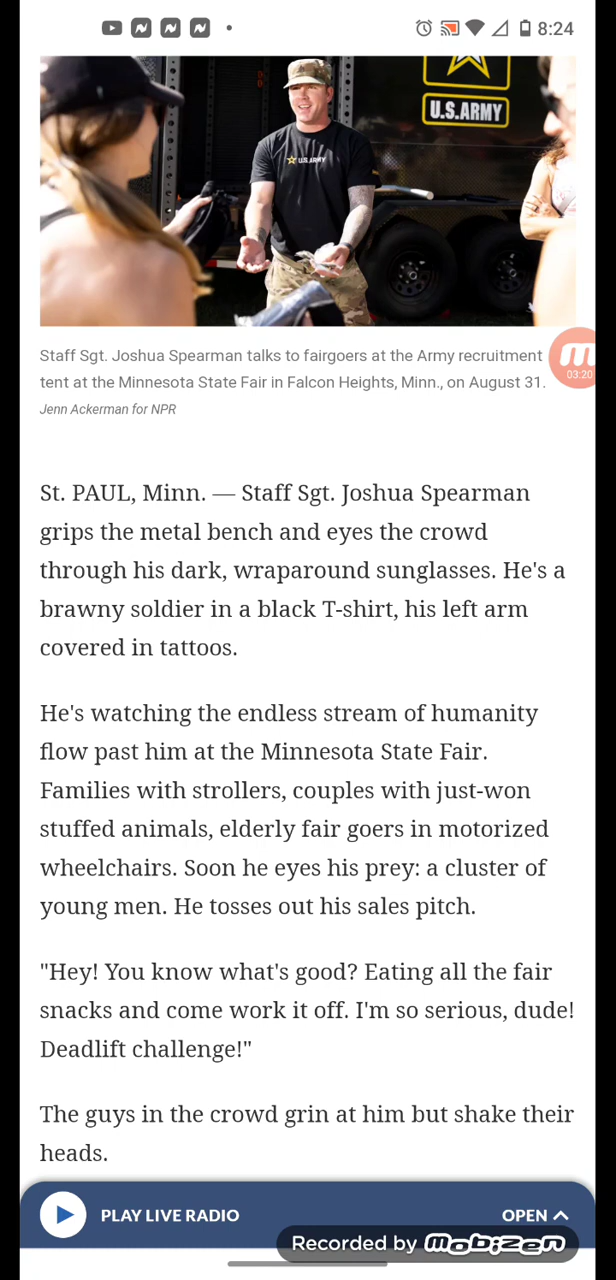 8:24
U.S.ARMY
U.S.ARMY
Staff Sgt. Joshua Spearman talks to fairgoers at the Army recruitment
tent at the Minnesota State Fair in Falcon Heights, Minn., on August 31.
03:20
Jenn Ackerman for NPR
St. PAUL, Minn. — Staff Sgt. Joshua Spearman
grips the metal bench and eyes the crowd
through his dark, wraparound sunglasses. He's a
brawny soldier in a black T-shirt, his left arm
covered in tattoos.
He's watching the endless stream of humanity
flow past him at the Minnesota State Fair.
Families with strollers, couples with just-won
stuffed animals, elderly fair goers in motorized
wheelchairs. Soon he eyes his prey: a cluster of
young men. He tosses out his sales pitch.
"Hey! You know what's good? Eating all the fair
snacks and come work it off. I'm so serious, dude!
Deadlift challenge!"
The guys in the crowd grin at him but shake their
heads.
PLAY LIVE RADIO
OPEN
Recorded by mobizen